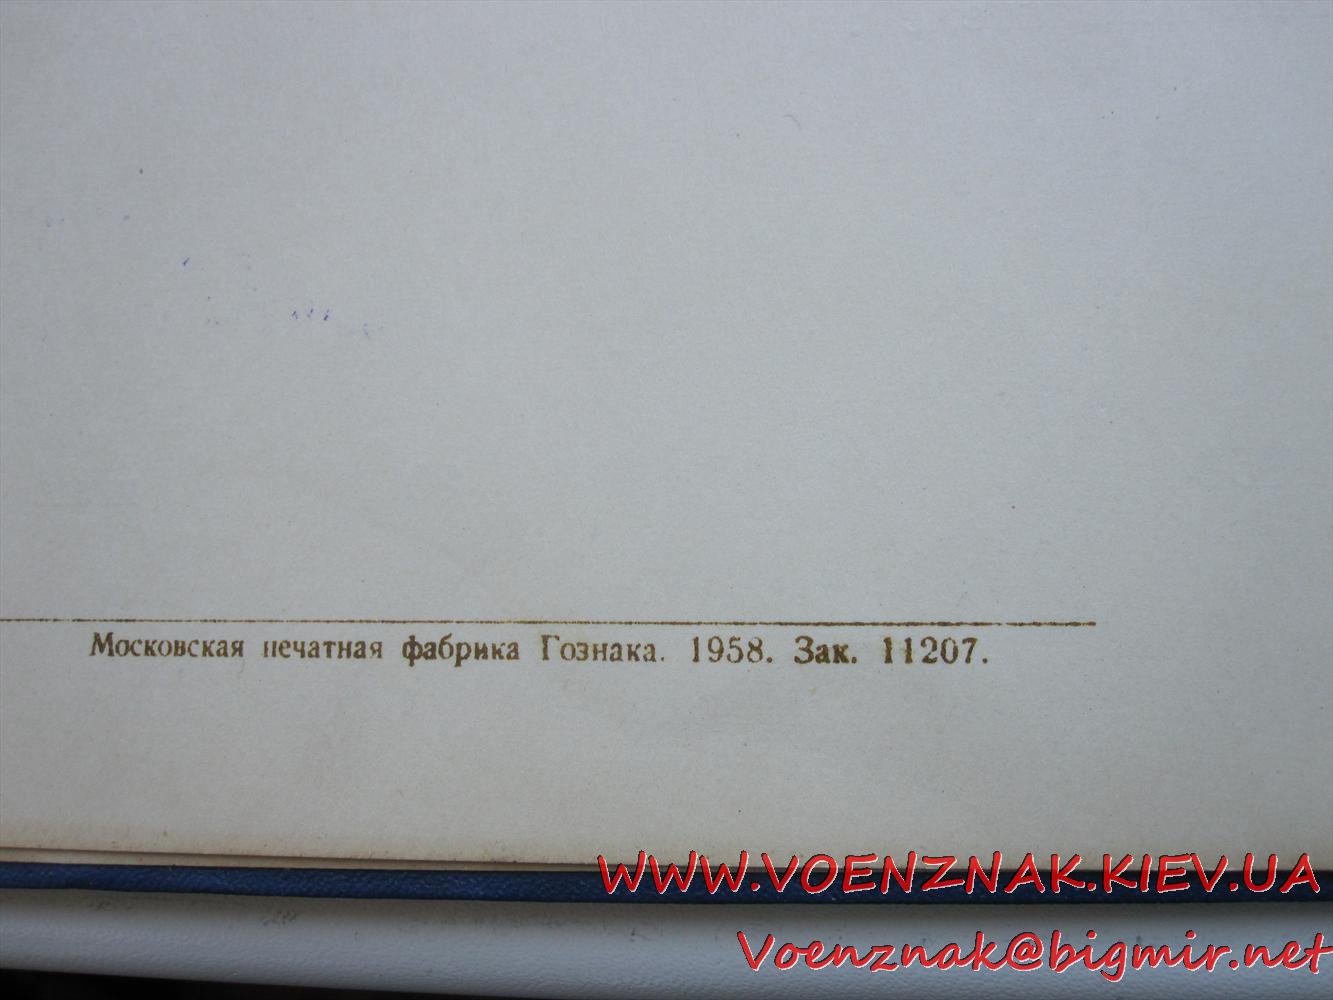 Московская печатная фабрика Гознака. 1958. Зак. 11207.
WWW.VOENZNAK.KIEV.UA
Voenznak@bigmir.net